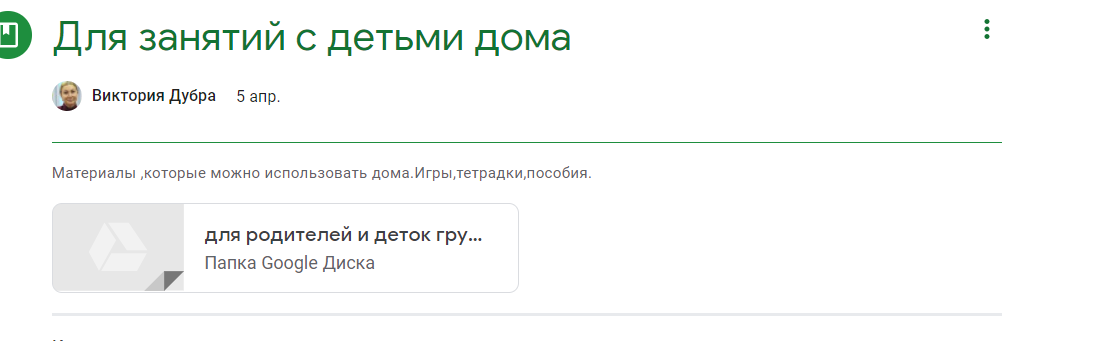 Для занятий с детьми дома
Виктория Дубра 5 апр.
Материалы ,которые можно использовать дома.Игры,тетрадки,пособия.
для родителей и деток гру...
Папка Google Диска